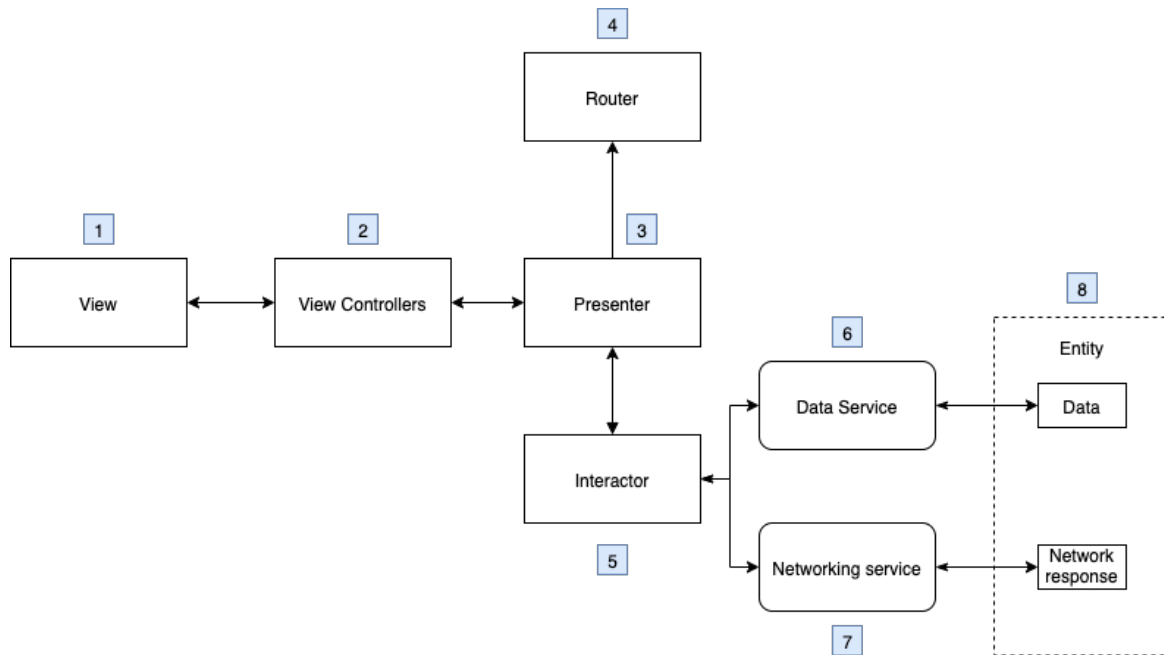 4
Router
1
2
3
View
View Controllers
Presenter
8
6
Entity
Data Service
Data
Interactor
5
Networking service
Network
response
7